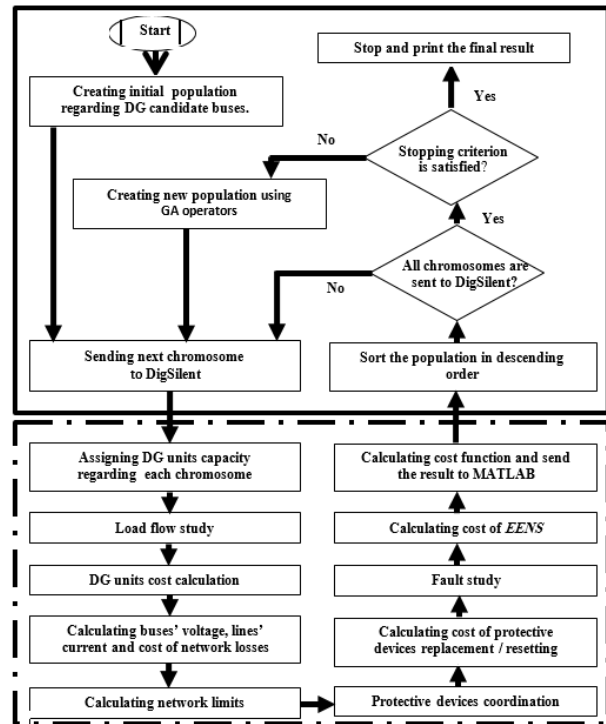 Start
Creating initial population
regarding DG candidate buses.
Stop and print the final result
Yes
No
Stopping criterion
is satisfied?
Creating new population using
GA operators
Yes
All chromosomes are
sent to DigSilent?
No
Sending next chromosome
to DigSilent
Sort the population in descending
order
Assigning DG units capacity
regarding each chromosome
Load flow study
DG units cost calculation
Calculating buses' voltage, lines'
current and cost of network losses
Calculating network limits
Protective devices coordination
Calculating cost of protective
devices replacement / resetting
Fault study
Calculating cost of EENS
Calculating cost function and send
the result to MATLAB